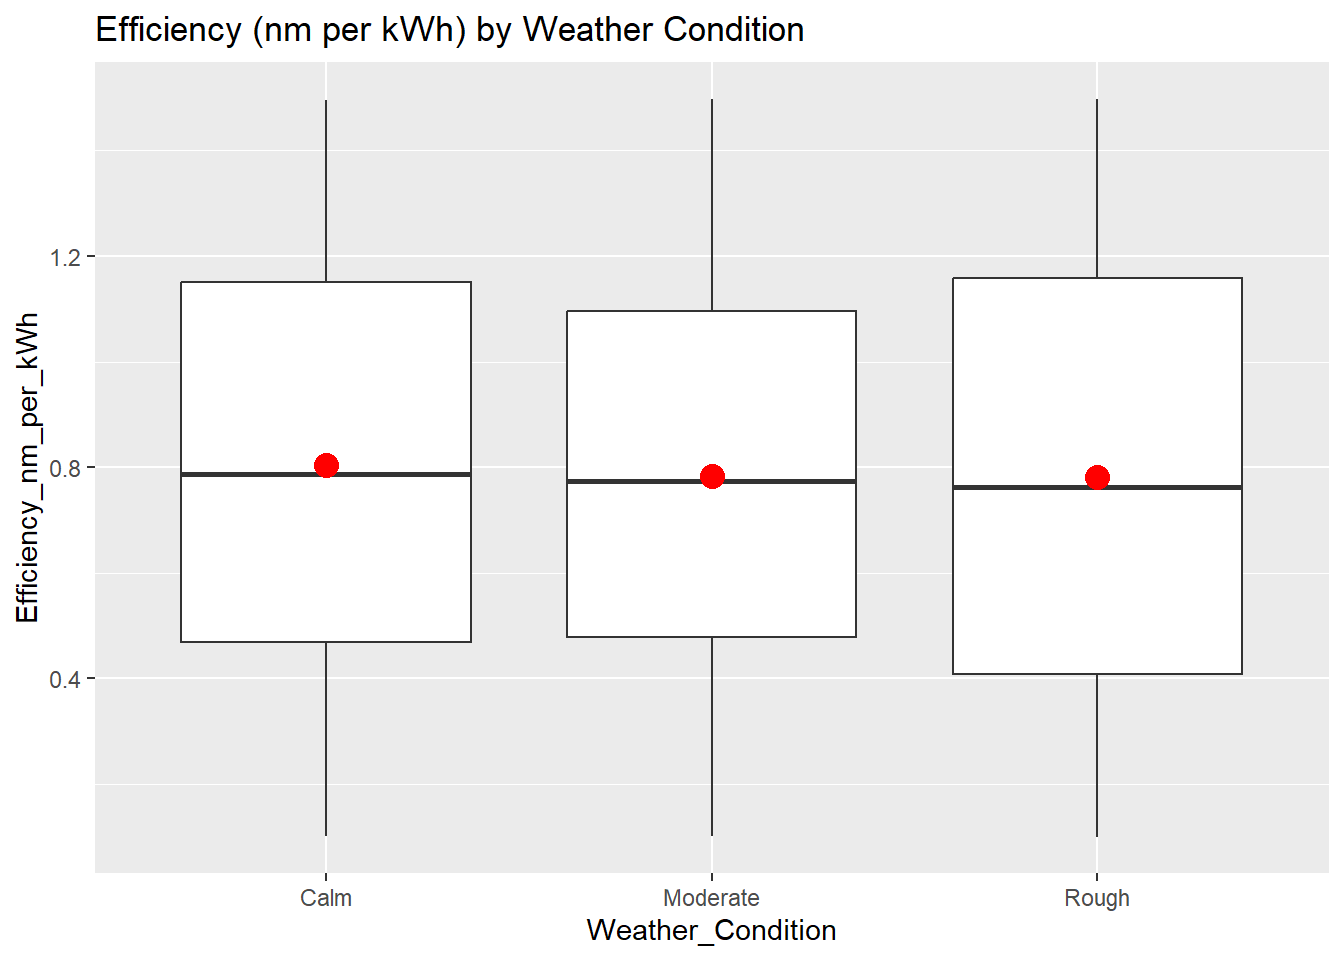 Efficiency (nm per kWh) by Weather Condition
Efficiency_nm_per_kWh
1.2
0.8
0.4
Calm Moderate Rough
Weather_Condition